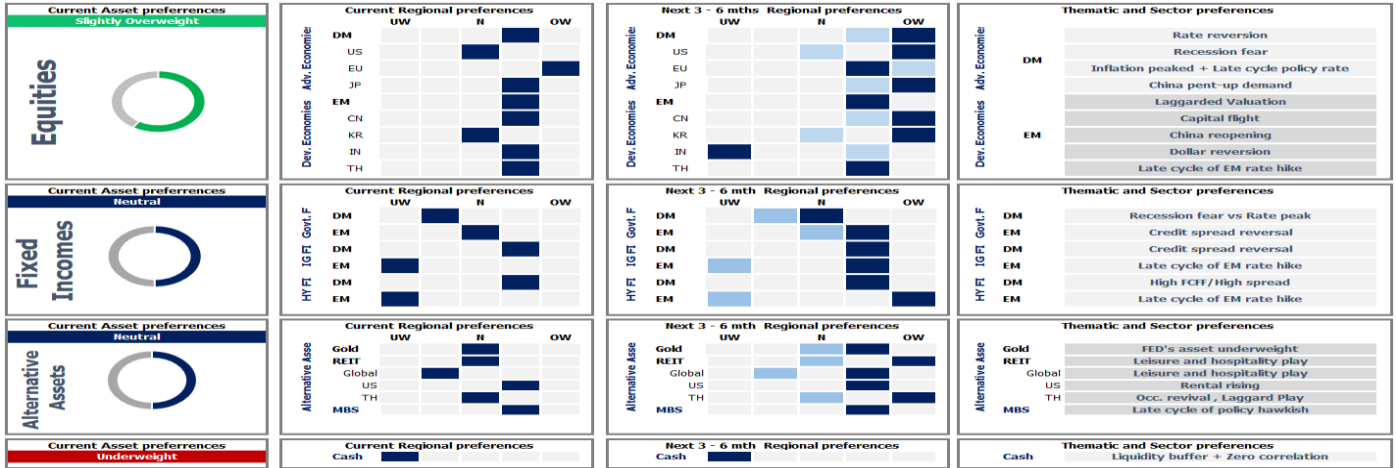 Current Asset preferrences
Slightly Overweight
Equities
Current Regional preferences
UW N OW
Adv. Economies
DM
US
EU
JP
Dev. Economies
EM
CN
KR
IN
TH
Next 3 - 6 mths Regional preferences
UW N OW
Adv. Economies
DM
US
EU
JP
Dev. Economies
EM
CN
KR
IN
TH
Thematic and Sector preferences
Adv. Economies
DM
Rate reversion
Recession fear
Inflation peaked + Late cycle policy rate
China pent-up demand
Dev. Economies
EM
Laggarded Valuation
Capital flight
China reopening
Dollar reversion
Late cycle of EM rate hike
Current Asset preferrences
Neutral
Fixed
Incomes
Current Regional preferences
UW N OW
Govt. F
DM
EM
IG FI
DM
EM
HY FI
DM
EM
Next 3 - 6 mth Regional preferences
UW N OW
Govt. F
DM
EM
IG FI
DM
EM
HY FI
DM
EM
Thematic and Sector preferences
Govt. F
DM Recession fear vs Rate peak
EM Credit spread reversal
IG FI
DM Credit spread reversal
EM Late cycle of EM rate hike
HY FI
DM High FCFF/High spread
EM Late cycle of EM rate hike
Current Asset preferrences
Neutral
Alternative
Assets
Current Regional preferences
UW N OW
Alternative Asse
Gold
REIT
Global
US
TH
MBS
Next 3 - 6 mth Regional preferences
UW N OW
Alternative Asse
Gold
REIT
Global
US
TH
MBS
Thematic and Sector preferences
Alternative Asse
Gold FED's asset underweight
REIT Leisure and hospitality play
Global Leisure and hospitality play
US Rental rising
TH Occ. revival , Laggard Play
MBS Late cycle of policy hawkish
Current Asset preferrences
Underweight
Current Regional preferences
Cash
Next 3 - 6 mth Regional preferences
Cash
Thematic and Sector preferences
Cash Liquidity buffer + Zero correlation